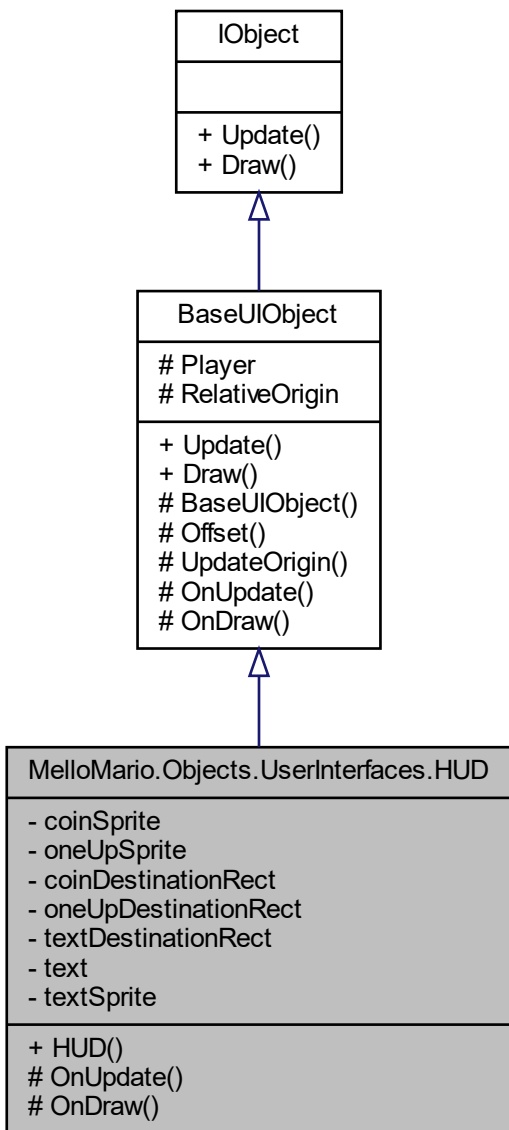 IObject
+ Update()
+ Draw()
BaseUIObject
# Player
# RelativeOrigin
+ Update()
+ Draw()
# BaseUIObject()
# Offset()
# UpdateOrigin()
# OnUpdate()
# OnDraw()
MelloMario.Objects.UserInterfaces.HUD
- coinSprite
- oneUpSprite
- coinDestinationRect
- oneUpDestinationRect
- textDestinationRect
- text
- textSprite
+ HUD()
# OnUpdate()
# OnDraw()